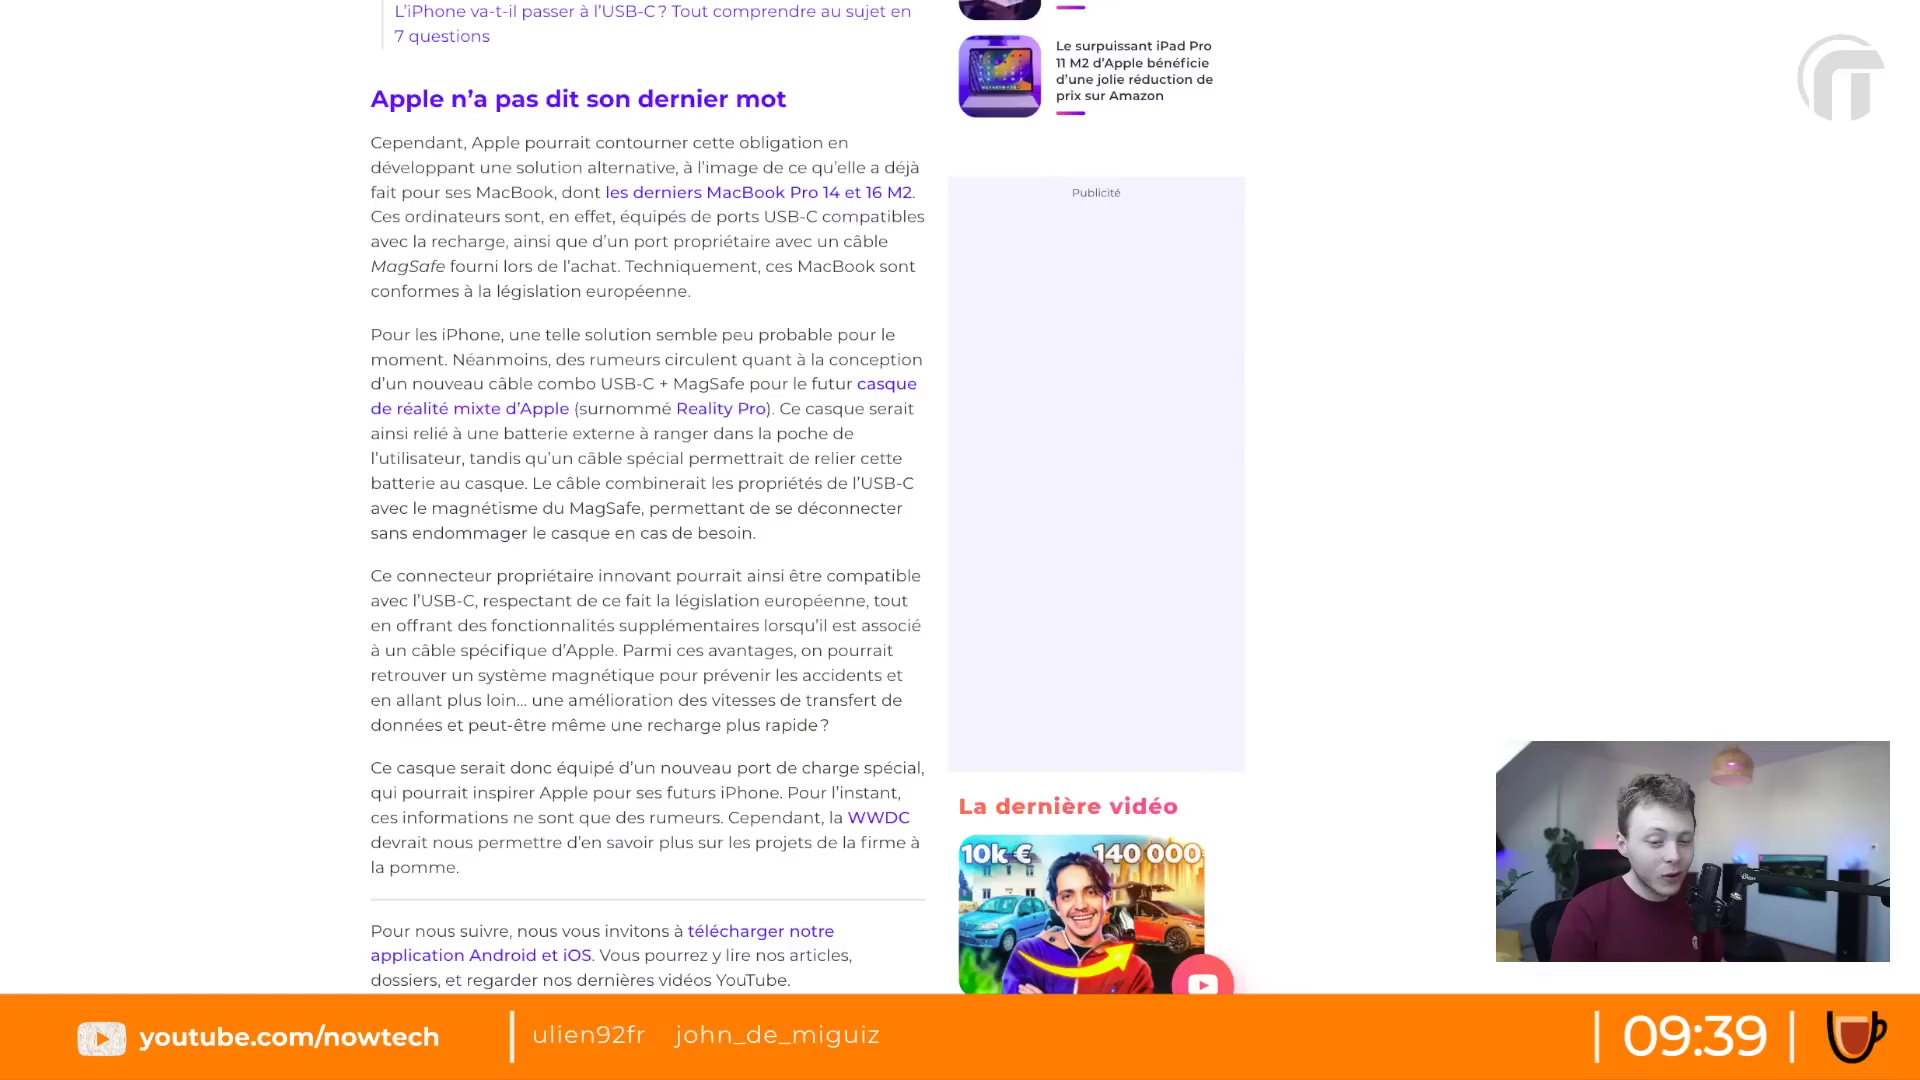 L’iPhone va-t-il passer à l’USB-C ? Tout comprendre au sujet en
7 questions
Apple n’a pas dit son dernier mot
Cependant, Apple pourrait contourner cette obligation en
développant une solution alternative, à l’image de ce qu’elle a déjà
fait pour ses MacBook, dont les derniers MacBook Pro 14 et 16 M2.
Ces ordinateurs sont, en effet, équipés de ports USB-C compatibles
avec la recharge, ainsi que d’un port propriétaire avec un câble
MagSafe fourni lors de l’achat. Techniquement, ces MacBook sont
conformes à la législation européenne.
Pour les iPhone, une telle solution semble peu probable pour le
moment. Néanmoins, des rumeurs circulent quant à la conception
d’un nouveau câble combo USB-C + MagSafe pour le futur casque
de réalité mixte d’Apple (surnommé Reality Pro). Ce casque serait
ainsi relié à une batterie externe à ranger dans la poche de
l’utilisateur, tandis qu’un câble spécial permettrait de relier cette
batterie au casque. Le câble combinerait les propriétés de l’USB-C
avec le magnétisme du MagSafe, permettant de se déconnecter
sans endommager le casque en cas de besoin.
Ce connecteur propriétaire innovant pourrait ainsi être compatible
avec l’USB-C, respectant de ce fait la législation européenne, tout
en offrant des fonctionnalités supplémentaires lorsqu’il est associé
à un câble spécifique d’Apple. Parmi ces avantages, on pourrait
retrouver un système magnétique pour prévenir les accidents et
en allant plus loin… une amélioration des vitesses de transfert de
données et peut-être même une recharge plus rapide ?
Ce casque serait donc équipé d’un nouveau port de charge spécial,
qui pourrait inspirer Apple pour ses futurs iPhone. Pour l’instant,
ces informations ne sont que des rumeurs. Cependant, la WWDC
devrait nous permettre d’en savoir plus sur les projets de la firme à
la pomme.
Pour nous suivre, nous vous invitons à télécharger notre
application Android et iOS. Vous pourrez y lire nos articles,
dossiers, et regarder nos dernières vidéos YouTube.
Le surpuissant iPad Pro
11 M2 d’Apple bénéficie
d’une jolie réduction de
prix sur Amazon
Publicité
La dernière vidéo
10k € 140 000
youtube.com/nowtech
ulien92fr john_de_miguiz
09:39